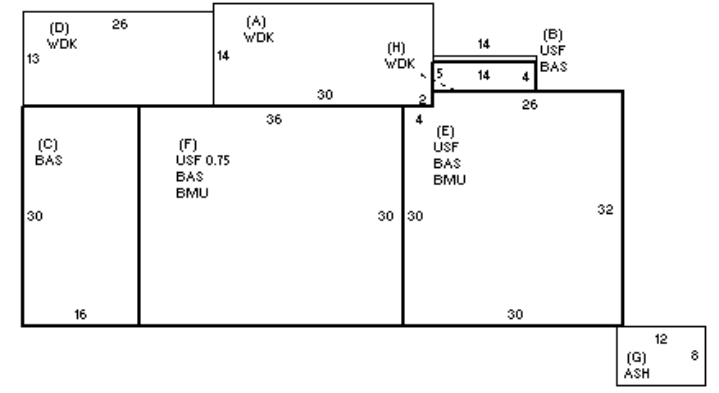 (D) 26
WDK
13
(A)
WDK
14
30
(H)
WDK
14
(B)
USF
BAS
5 14 4
2
26
36
4
(C)
BAS
30
16
(F)
USF 0.75
BAS
BMU
30
(E)
USF
BAS
BMU
30
32
30
12
8
(G)
ASH